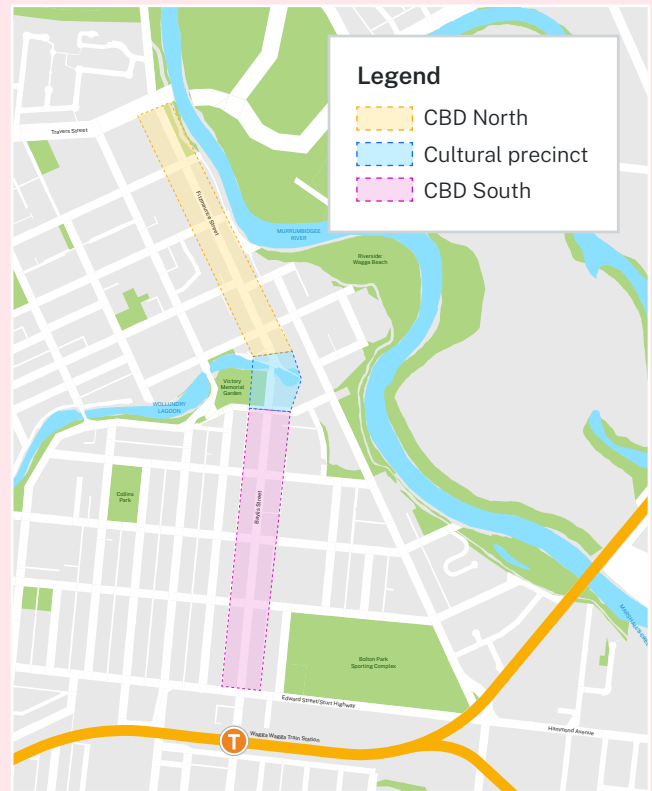 Legend
CBD North
Cultural precinct
CBD South
Travers Street
Fitzmaurice Street
MURRUMBIDGEE
RIVER
Riverside:
Wagga Beach
Victory
Memorial
Garden
WOLLUNDRY
LAGOON
Collins
Park
Baylis Street
Bolton Park
Sporting Complex
Edward Street/Sturt Highway
Hammond Avenue
T
Wagga Wagga Train Station